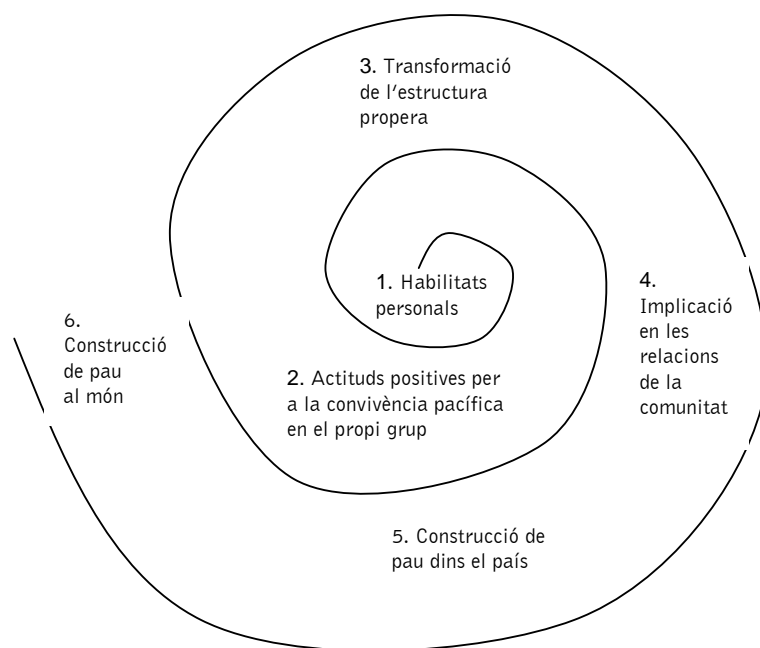 1. Habilitats
personals
2. Actituds positives per
a la convivència pacífica
en el propi grup
3. Transformació
de l'estructura
propera
4.
Implicació
en les
relacions
de la
comunitat
5. Construcció de
pau dins el país
6.
Construcció
de pau
al món